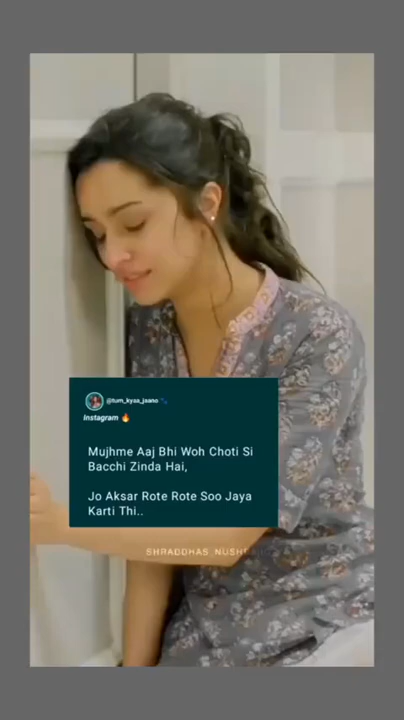 @tum_kyaa_jaano
Instagram 🔥
Mujhme Aaj Bhi Woh Choti Si
Bacchi Zinda Hai,
Jo Aksar Rote Rote Soo Jaya
Karti Thi..